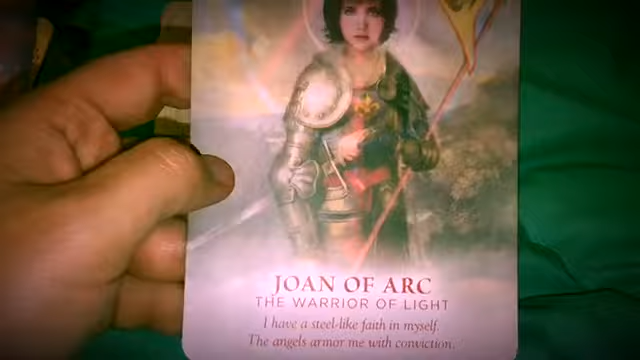 JOAN OF ARC
THE WARRIOR OF LIGHT
I have a steel-like faith in myself.
The angels armor me with conviction.